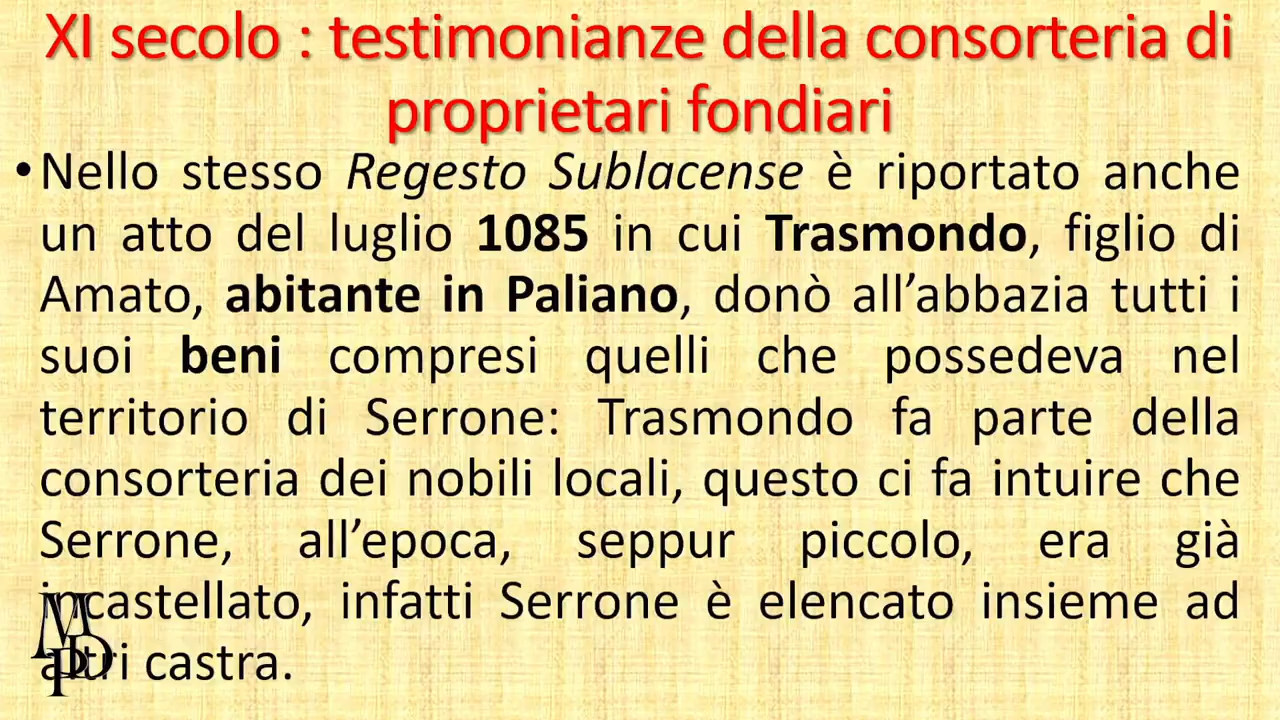 XI secolo : testimonianze della consorteria di
proprietari fondiari
•Nello stesso Regesto Sublacense è riportato anche
un atto del luglio 1085 in cui Trasmondo, figlio di
Amato, abitante in Paliano, donò all’abbazia tutti i
suoi beni compresi quelli che possedeva nel
territorio di Serrone: Trasmondo fa parte della
consorteria dei nobili locali, questo ci fa intuire che
Serrone, all’epoca, seppur piccolo, era già
incastellato, infatti Serrone è elencato insieme ad
altri castra.